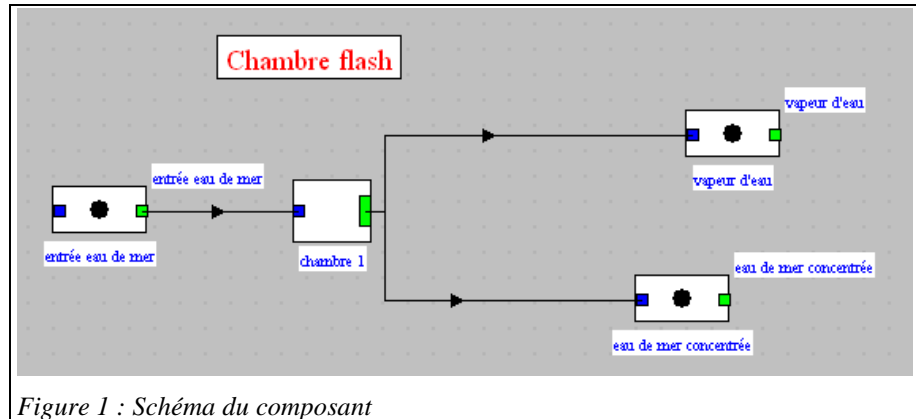 Chambre flash
vapeur d'eau
vapeur d'eau
entrée eau de mer
entrée eau de mer
chambre 1
eau de mer concentrée
eau de mer concentrée
Figure 1 : Schéma du composant